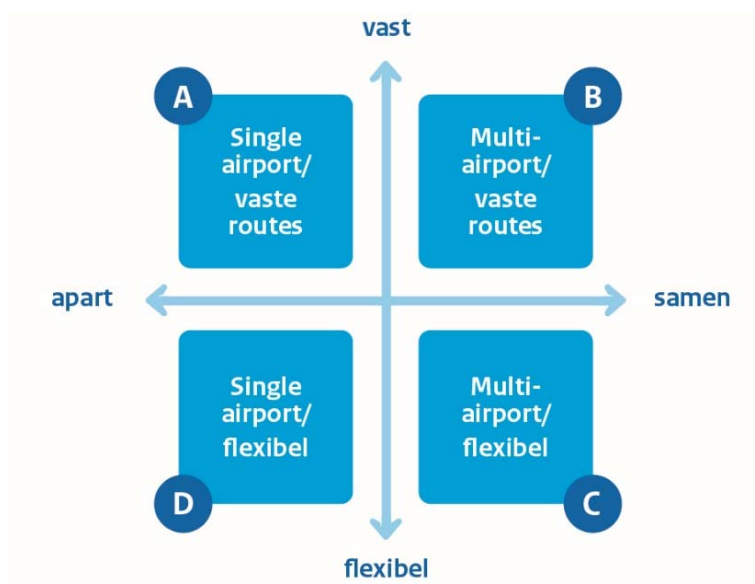 vast
A
Single
airport/
vaste
routes
B
Multi-
airport/
vaste
routes
apart
samen
Single
airport/
flexibel
D
Multi-
airport/
flexibel
C
flexibel